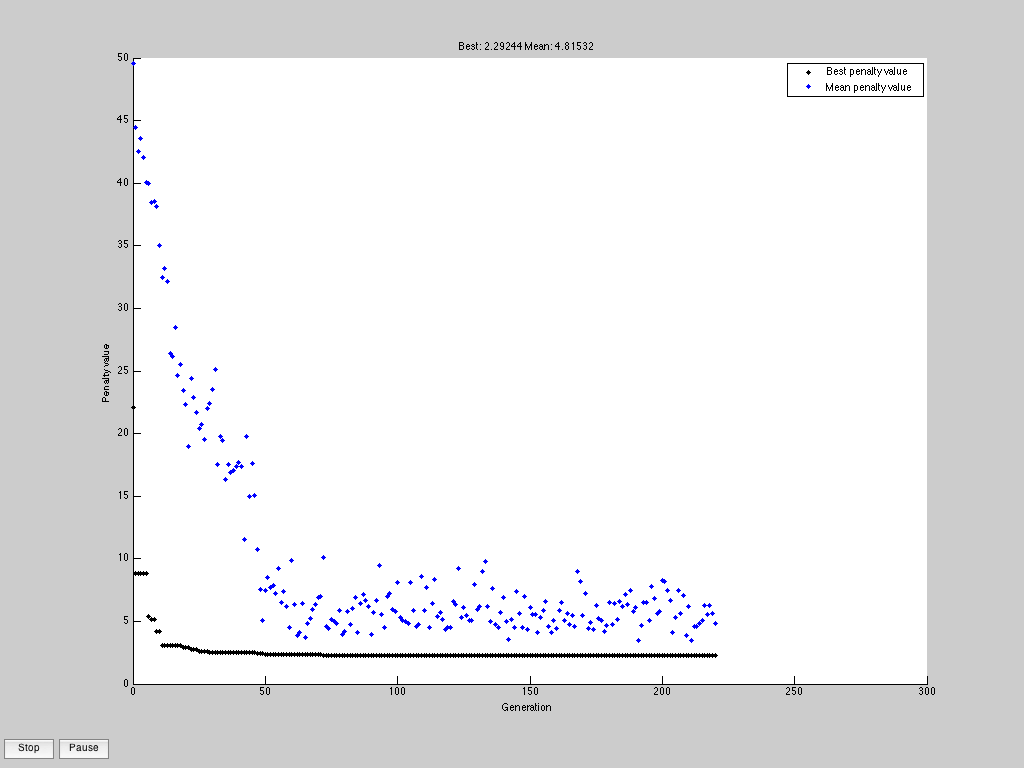 Best: 2.29244 Mean: 4.81532
Best penalty value
Mean penalty value
50
45
40
35
30
25
20
15
10
5
0
Penalty value
0 50 100 150 200 250 300
Generation
Stop Pause